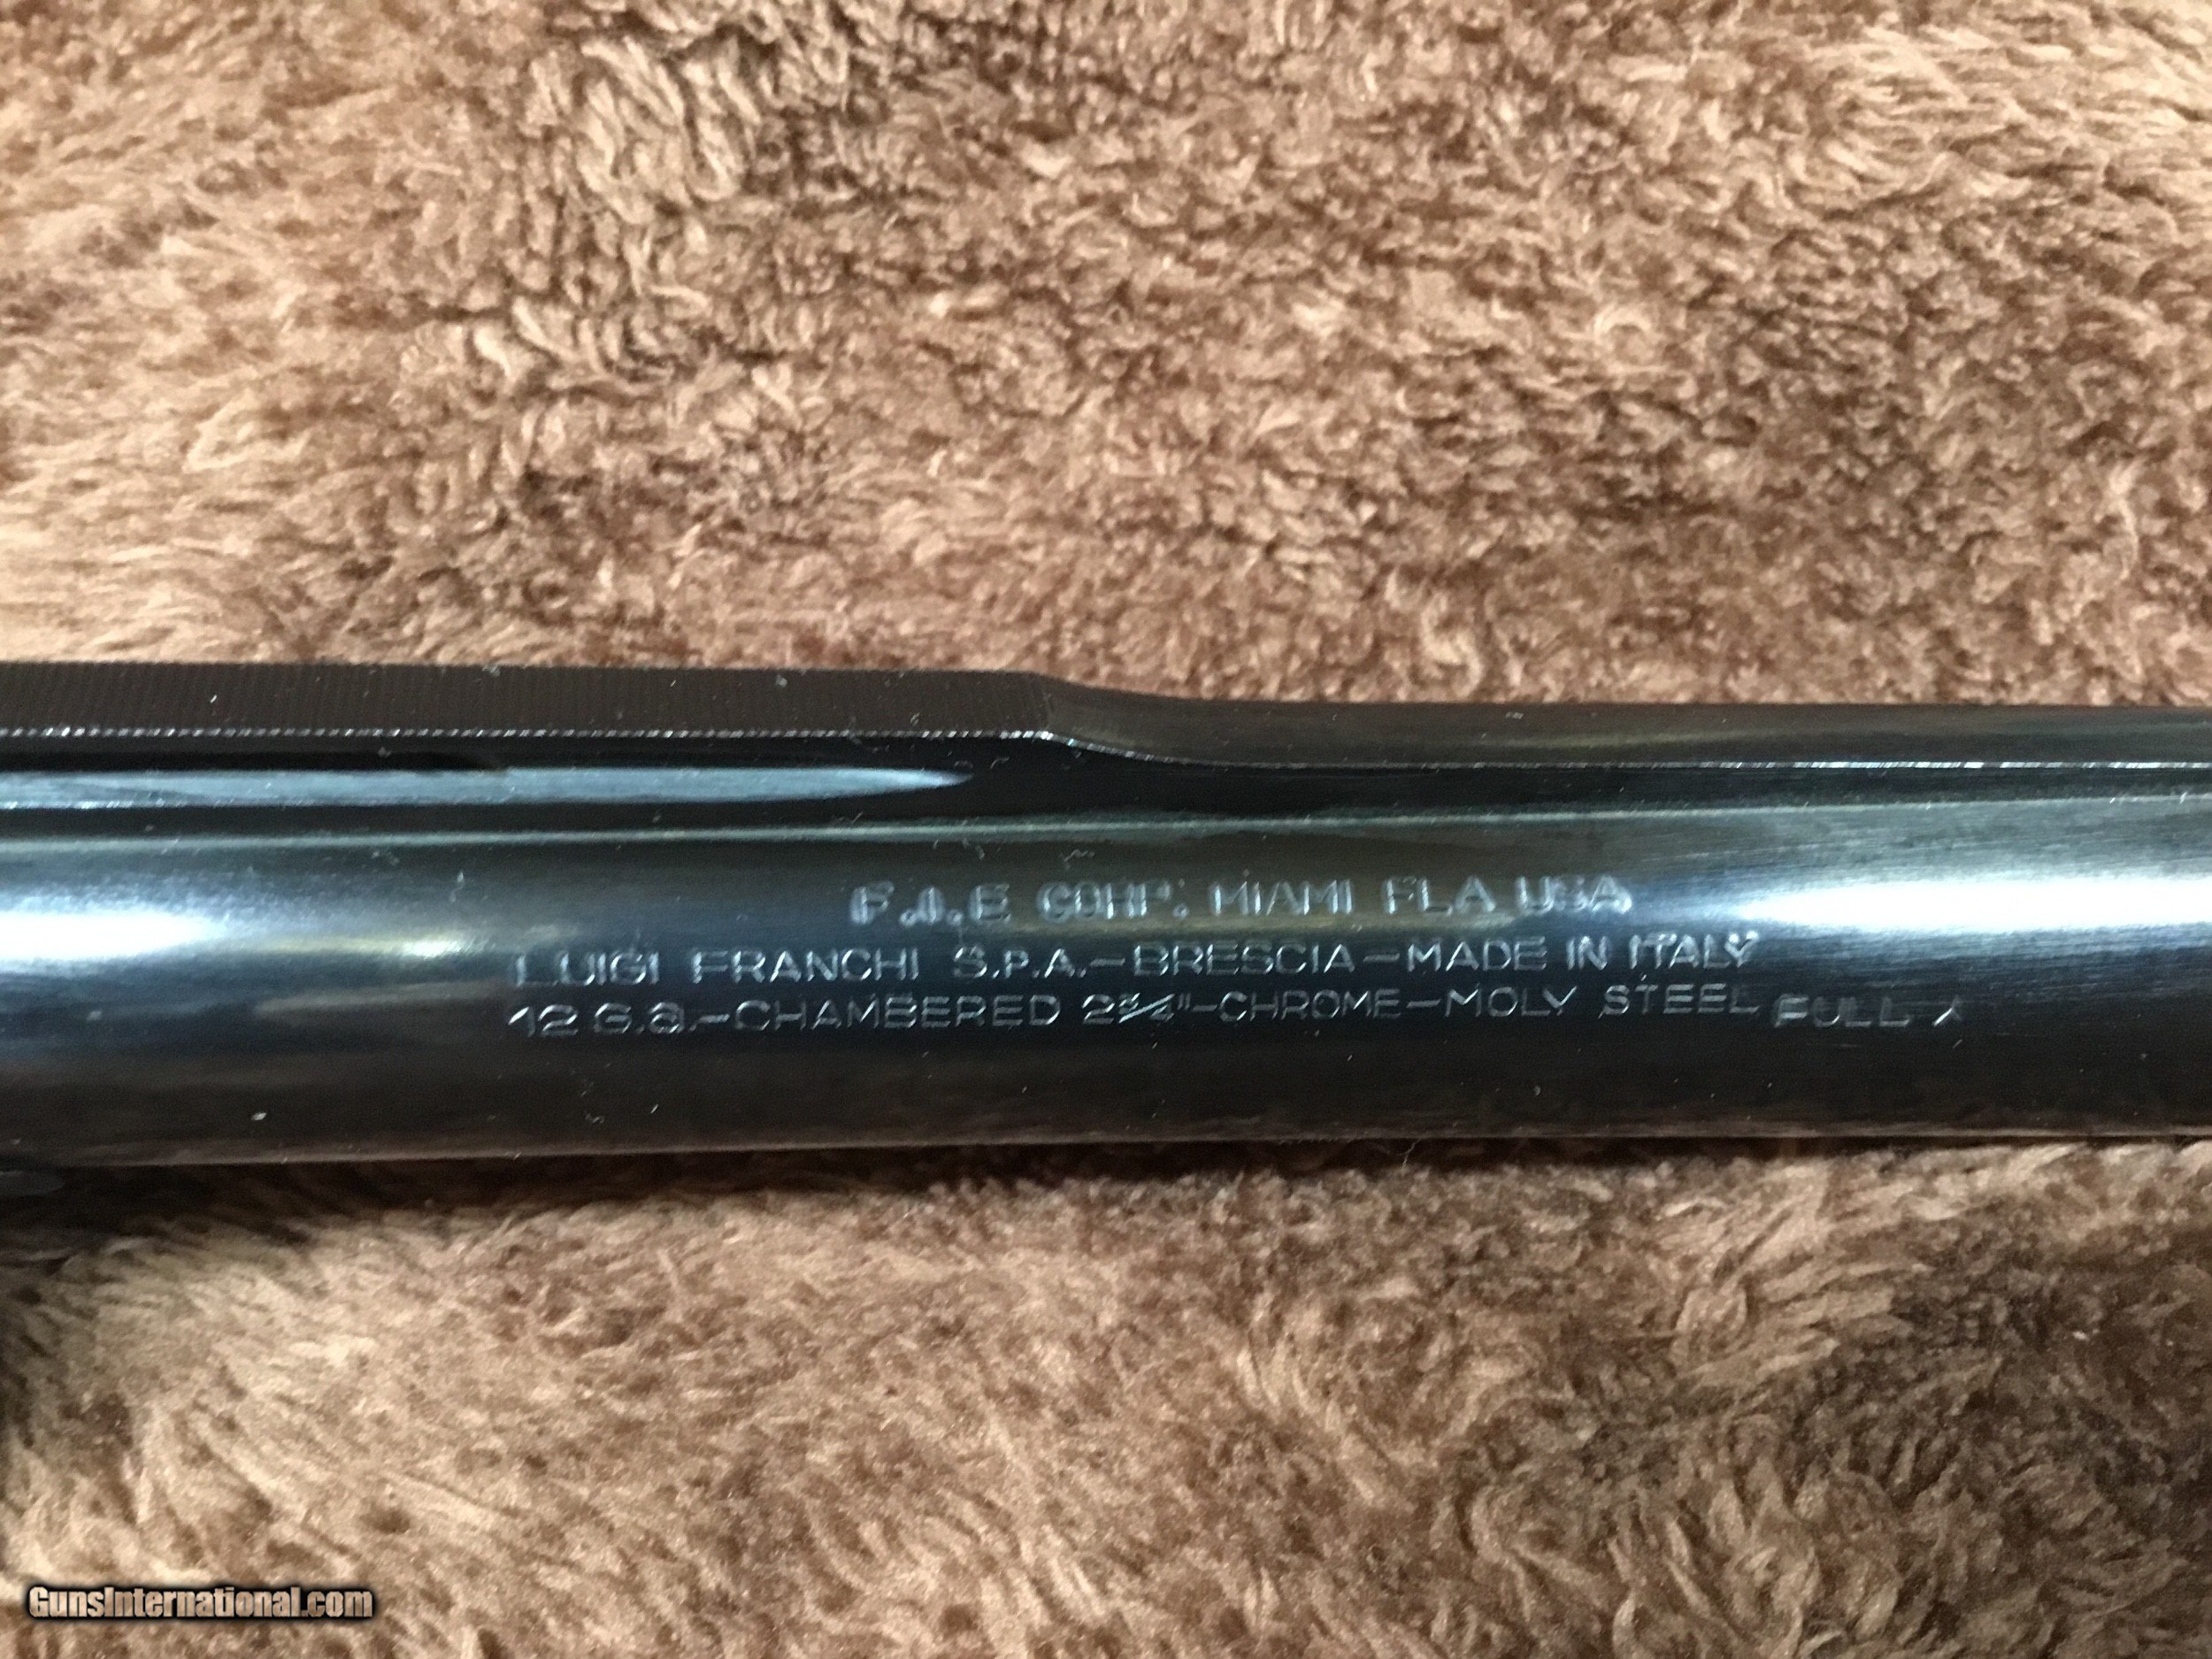 F.I.E CORP. MIAMI FLA USA
LUIGI FRANCHI S.P.A.-BRESCIA-MADE IN ITALY
12 G.a.-CHAMBERED 2¾"-CHROME-MOLY STEEL FULL
GunsInternational.com